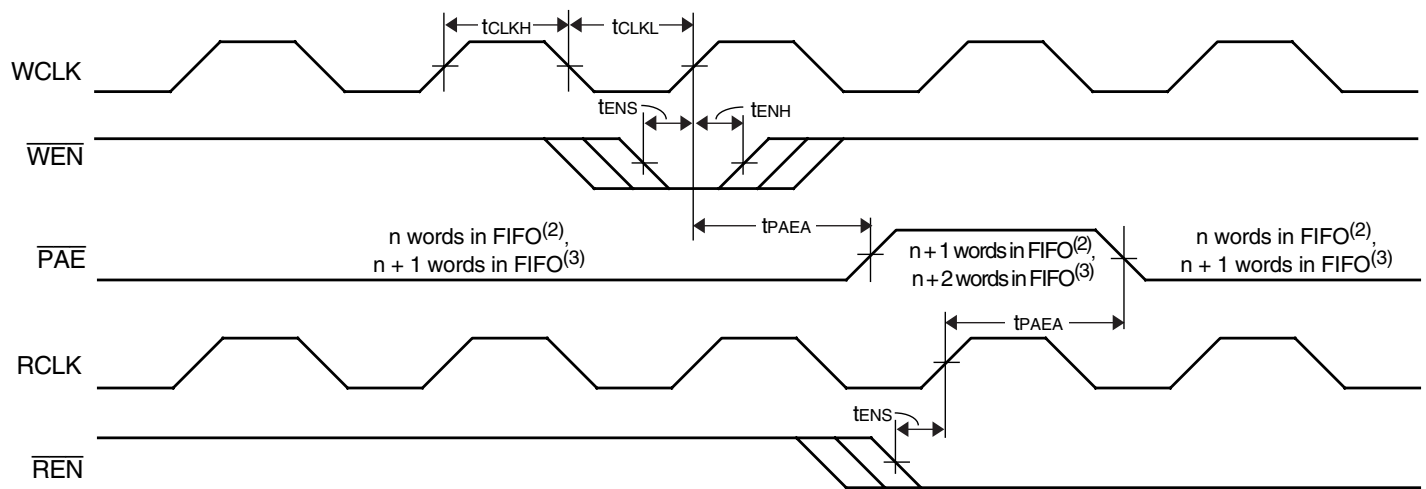 tCLKH
tCLKL
WCLK
tENS
tENH
WEN
tPAEA
PAE
n words in FIFO(2),
n + 1 words in FIFO(3)
n + 1 words in FIFO(2),
n + 2 words in FIFO(3)
n words in FIFO(2),
n + 1 words in FIFO(3)
tPAEA
RCLK
tENS
REN